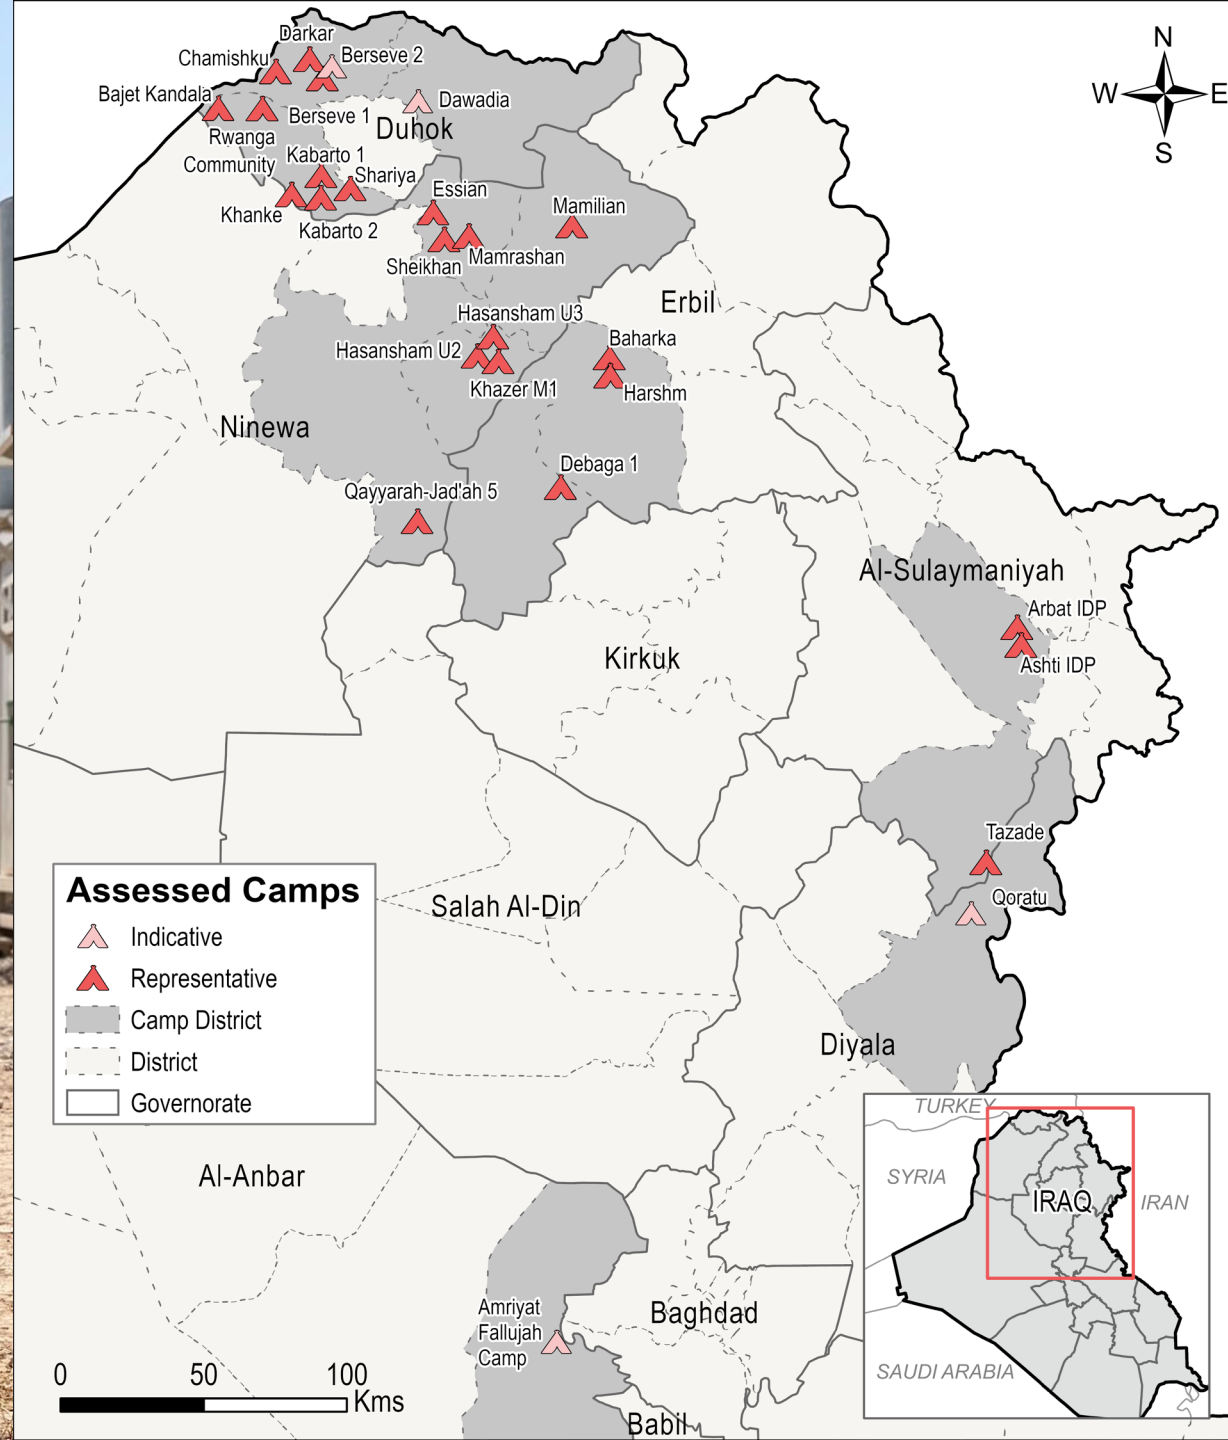 N
W
E
S
Darkar
Chamishku
Berseve 2
Bajet Kandala
Dawadia
Berseve 1
Duhok
Rwanga
Community
Kabarto 1
Shariya
Essian
Khanke
Kabarto 2
Mamilian
Sheikhan
Mamrashan
Erbil
Hasansham U3
Hasansham U2
Baharka
Khazer M1
Harshm
Ninewa
Debaga 1
Qayyarah-Jad'ah 5
Al-Sulaymaniyah
Arbat IDP
Kirkuk
Ashti IDP
Tazade
Qoratu
Salah Al-Din
Diyala
Assessed Camps
Indicative
Representative
Camp District
District
Governorate
Al-Anbar
Amriyat
Fallujah
Camp
Baghdad
Babil
0 50 100
Kms
TURKEY
SYRIA
IRAQ
IRAN
SAUDI ARABIA